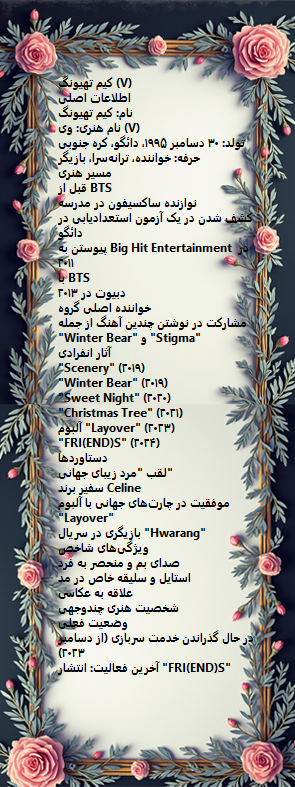 کیم تهیونگ (V)
اطلاعات اصلی
نام: کیم تهیونگ
نام هنری: وی (V)
تولد: ۳۰ دسامبر ۱۹۹۵، دائگو، کره جنوبی
حرفه: خواننده، ترانه‌سرا، بازیگر
مسیر هنری
قبل از BTS
نوازنده ساکسیفون در مدرسه
کشف شدن در یک آزمون استعدادیابی در
دائگو
پیوستن به Big Hit Entertainment در
۲۰۱۱
با BTS
دبیوت در ۲۰۱۳
خواننده اصلی گروه
مشارکت در نوشتن چندین آهنگ از جمله
"Stigma" و "Winter Bear"
آثار انفرادی
"Scenery" (۲۰۱۹)
"Winter Bear" (۲۰۱۹)
"Sweet Night" (۲۰۲۰)
"Christmas Tree" (۲۰۲۱)
آلبوم "Layover" (۲۰۲۳)
"FRI(END)S" (۲۰۲۴)
دستاوردها
لقب "مرد زیبای جهانی"
سفیر برند Celine
موفقیت در چارت‌های جهانی با آلبوم
"Layover"
بازیگری در سریال "Hwarang"
ویژگی‌های شاخص
صدای بم و منحصر به فرد
استایل و سلیقه خاص در مد
علاقه به عکاسی
شخصیت هنری چندوجهی
وضعیت فعلی
در حال گذراندن خدمت سربازی (از دسامبر
۲۰۲۳)
آخرین فعالیت: انتشار "FRI(END)S"